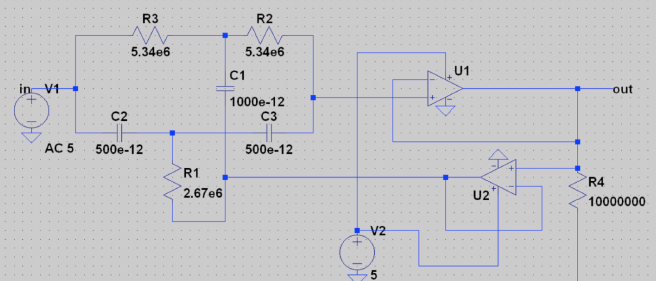 R3
R2
5.34e6
5.34e6
in
V1
C1
U1
1000e-12
out
C2
C3
AC 5
500e-12
500e-12
R1
2.67e6
U2
R4
10000000
V2
5